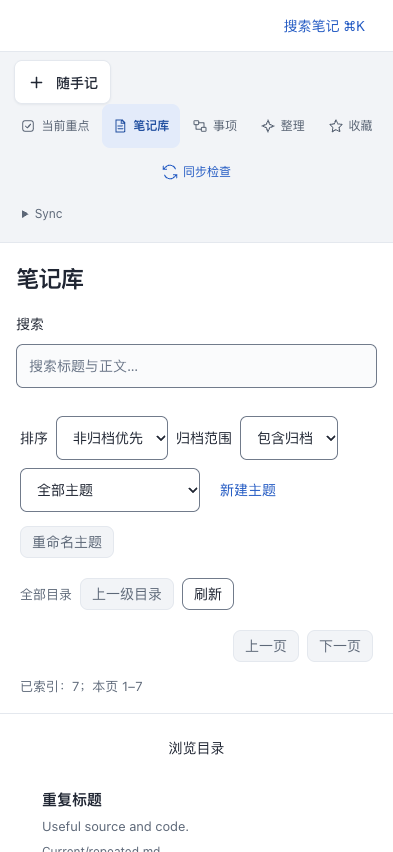 搜索笔记 ⌘K
+ 随手记
当前重点 笔记库 事项 整理 收藏
同步检查
▶ Sync
笔记库
搜索
搜索标题与正文...
排序 非归档优先 归档范围 包含归档
全部主题 新建主题
重命名主题
全部目录 上一级目录 刷新
上一页 下一页
已索引：7；本页 1–7
浏览目录
重复标题
Useful source and code.
Current/repeated.md